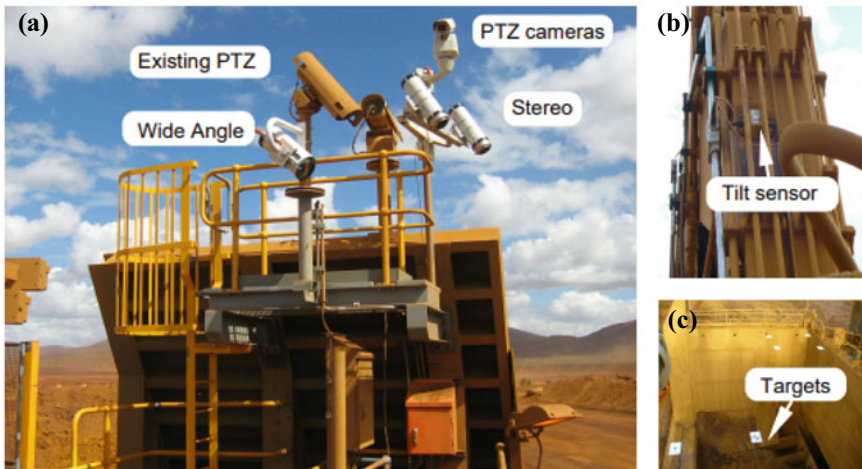 (a)
PTZ cameras
Existing PTZ
Stereo
Wide Angle
(b)
Tilt sensor
(c)
Targets